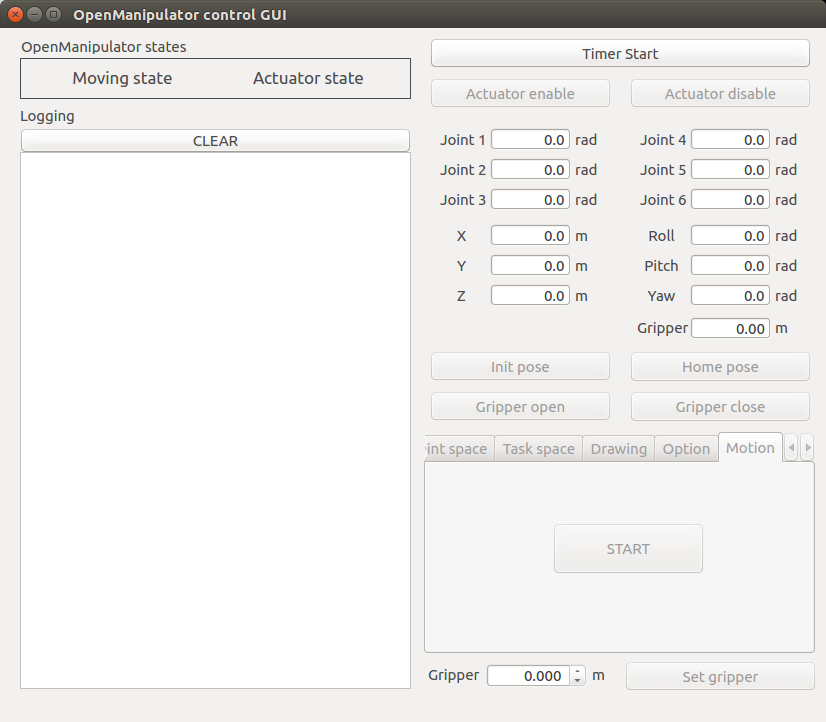 OpenManipulator control GUI
OpenManipulator states
Moving state Actuator state
Logging
CLEAR
Timer Start
Actuator enable Actuator disable
Joint 1 0.0 rad Joint 4 0.0 rad
Joint 2 0.0 rad Joint 5 0.0 rad
Joint 3 0.0 rad Joint 6 0.0 rad
X 0.0 m Roll 0.0 rad
Y 0.0 m Pitch 0.0 rad
Z 0.0 m Yaw 0.0 rad
Gripper 0.00 m
Init pose Home pose
Gripper open Gripper close
int space Task space Drawing Option Motion
START
Gripper 0.000 m Set gripper